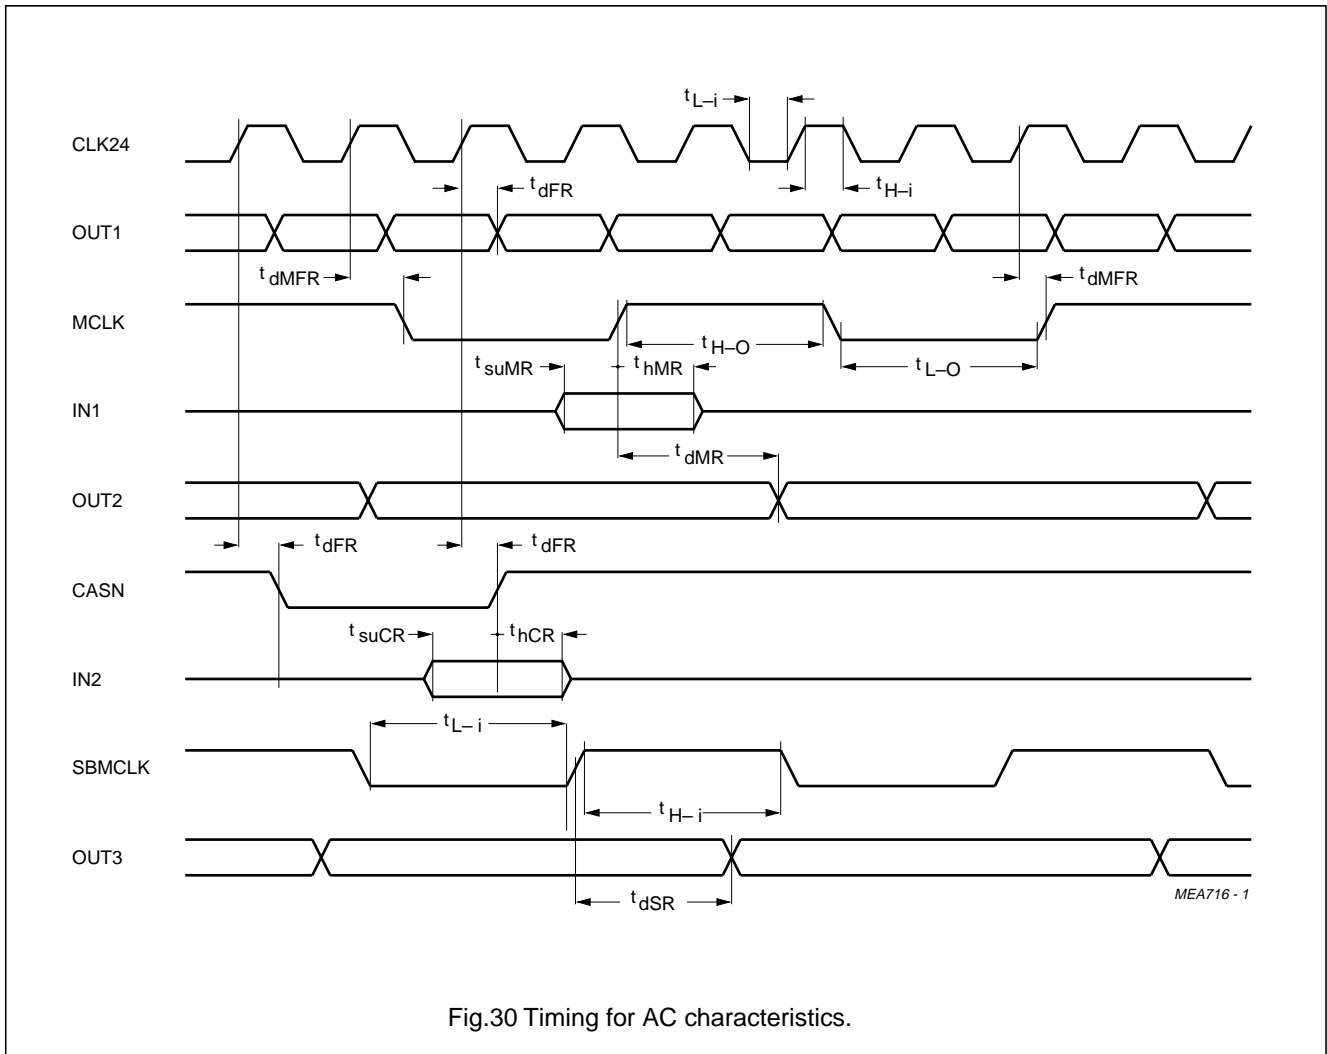 t L–i
CLK24
t dFR
t H–i
OUT1
t dMFR
t dMFR
MCLK
t H–O
t suMR
t hMR
t L–O
IN1
t dMR
OUT2
t dFR
t dFR
CASN
t suCR
t hCR
IN2
t L– i
SBMCLK
t H– i
OUT3
t dSR
MEA716 - 1
Fig.30 Timing for AC characteristics.